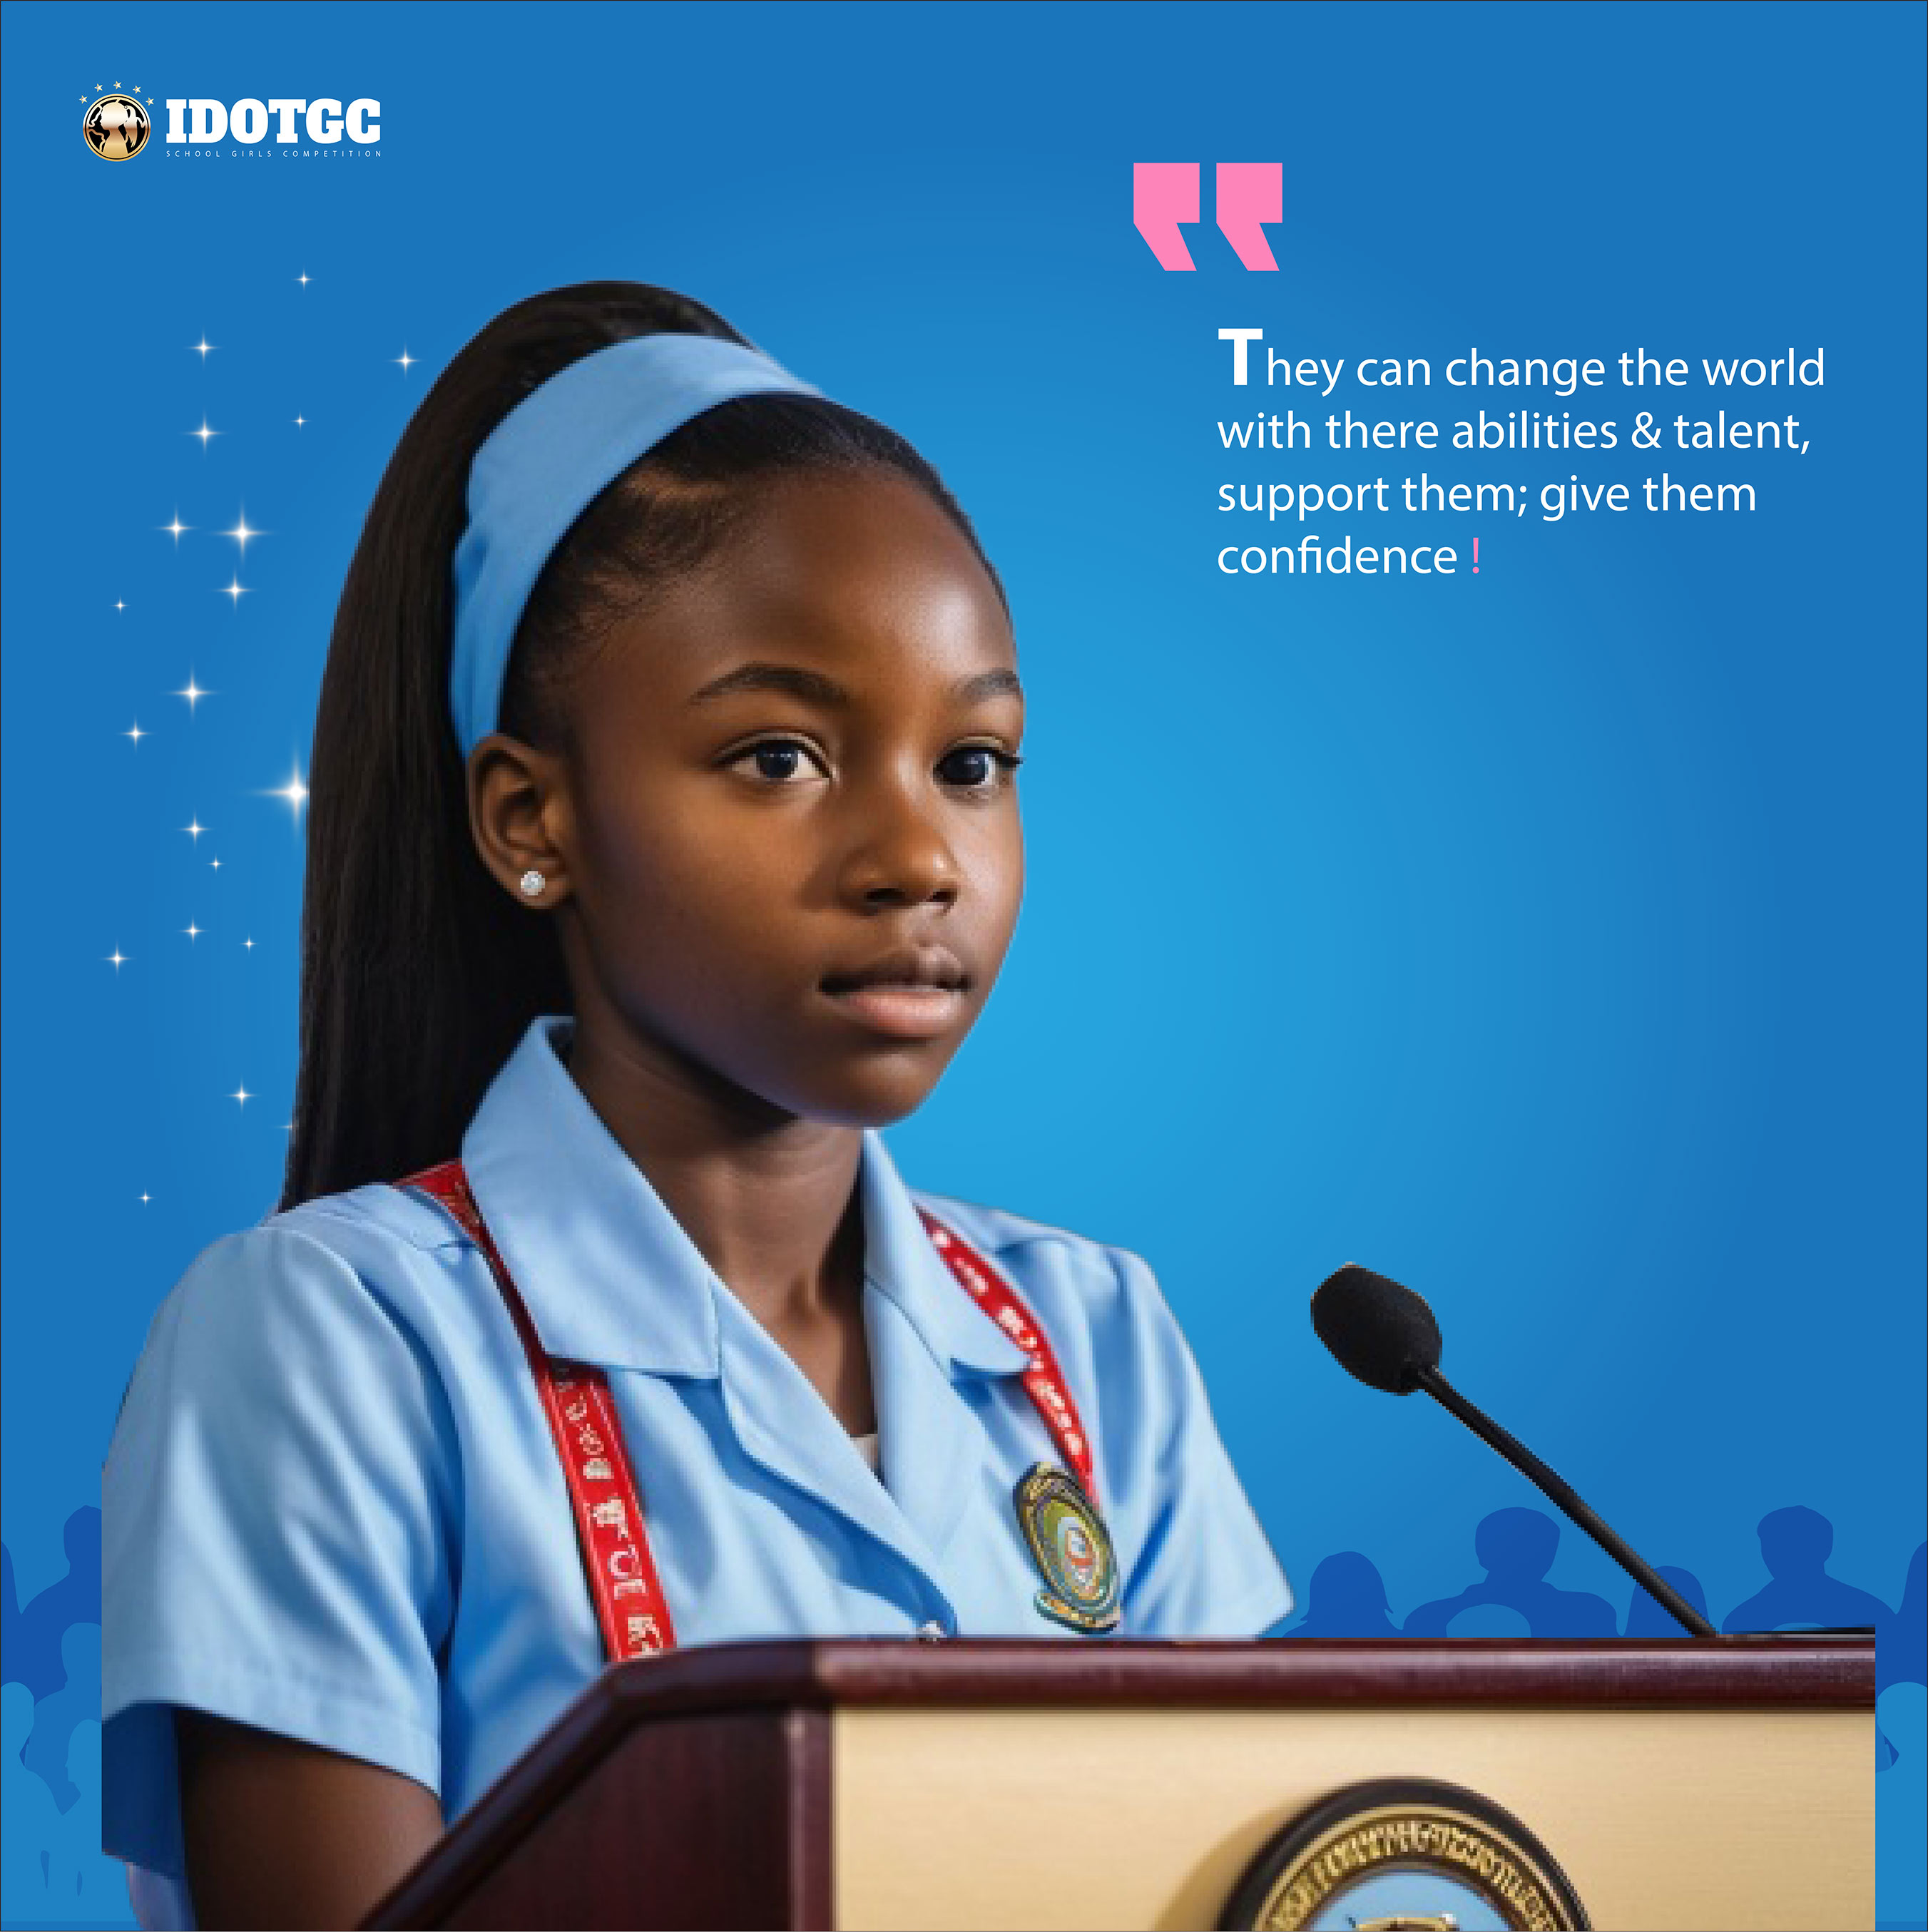 IDOTGC
SCHOOL GIRLS COMPETITION
They can change the world
with there abilities & talent,
support them; give them
confidence !